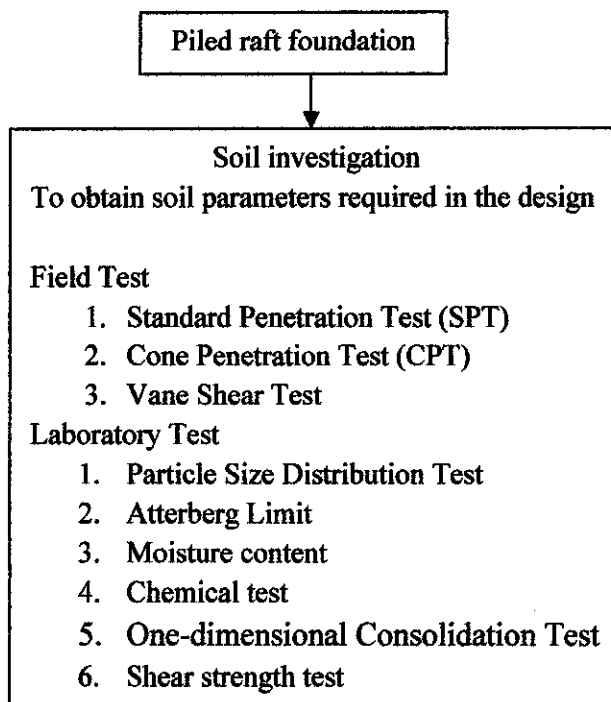 Piled raft foundation
Soil investigation
To obtain soil parameters required in the design
Field Test
1. Standard Penetration Test (SPT)
2. Cone Penetration Test (CPT)
3. Vane Shear Test
Laboratory Test
1. Particle Size Distribution Test
2. Atterberg Limit
3. Moisture content
4. Chemical test
5. One-dimensional Consolidation Test
6. Shear strength test